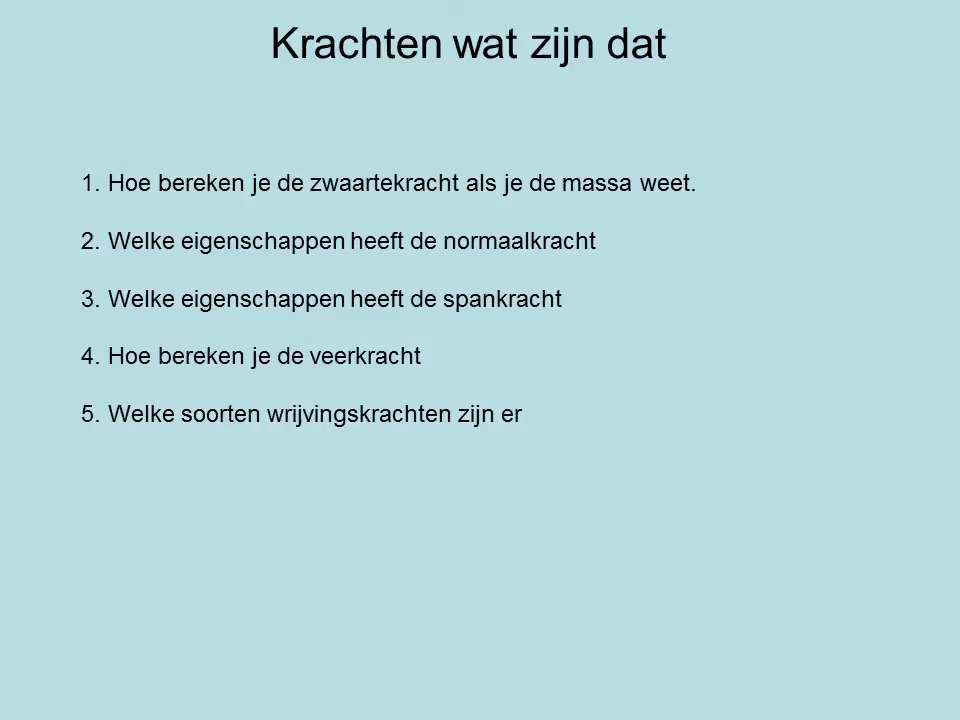 Krachten wat zijn dat
1. Hoe bereken je de zwaartekracht als je de massa weet.
2. Welke eigenschappen heeft de normaalkracht
3. Welke eigenschappen heeft de spankracht
4. Hoe bereken je de veerkracht
5. Welke soorten wrijvingskrachten zijn er